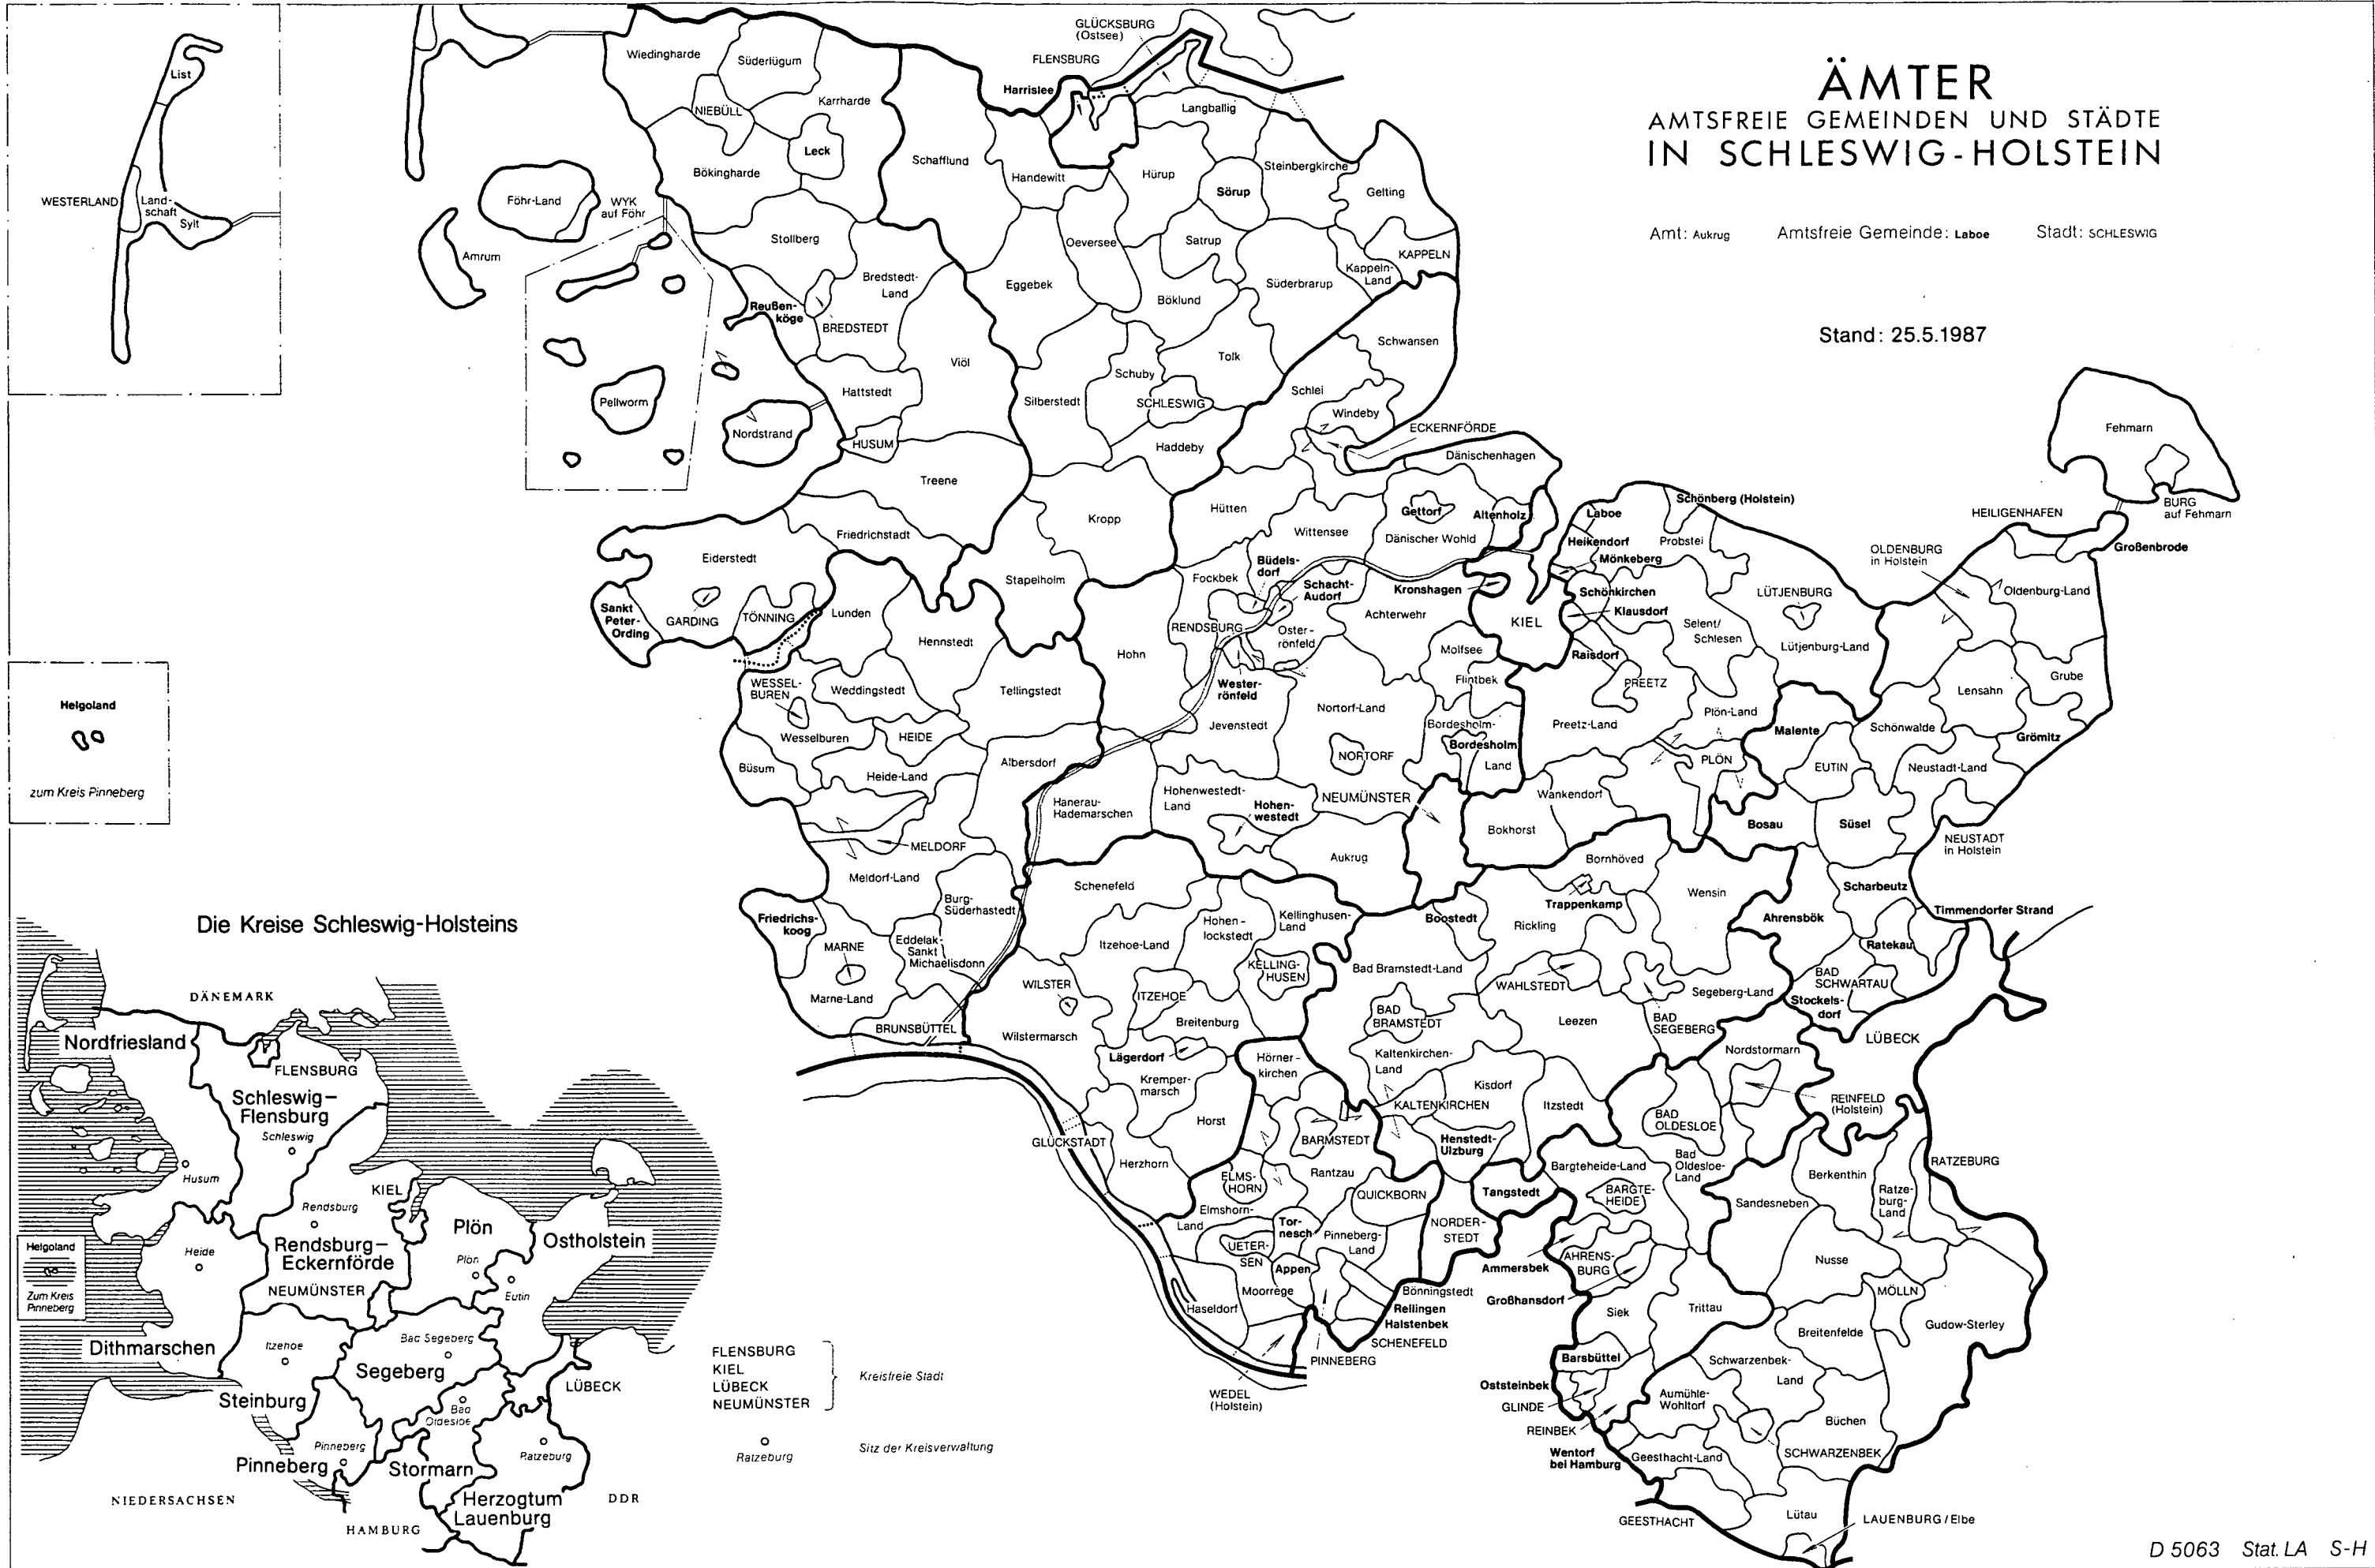 ÄMTER
AMTSFREIE GEMEINDEN UND STÄDTE
IN SCHLESWIG-HOLSTEIN
Amt: Aukrug
Amtsfreie Gemeinde: Laboe
Stadt: SCHLESWIG
Stand: 25.5.1987
List
WESTERLAND
Land-
schaft
Sylt
Föhr-Land
WYK
auf Föhr
Amrum
Pellworm
Nordstrand
Wiedingharde
Süderlügum
NIEBÜLL
Karrharde
Leck
Bökingharde
Stollberg
Reußen-
köge
Bredstedt-
Land
BREDSTEDT
Viöl
Hattstedt
HUSUM
Treene
Friedrichstadt
Eiderstedt
GARDING
TÖNNING
Sankt
Peter-
Ording
GLÜCKSBURG
(Ostsee)
FLENSBURG
Harrislee
Langballig
Schafflund
Handewitt
Hürup
Sörup
Steinbergkirche
Gelting
Oeversee
Satrup
KAPPELN
Kappeln-
Land
Eggebek
Böklund
Süderbrarup
Schuby
Tolk
Silberstedt
SCHLESWIG
Haddeby
Kropp
Stapelholm
Schwansen
Schlei
Windeby
ECKERNFÖRDE
Dänischenhagen
Hütten
Wittensee
Gettorf
Altenholz
Dänischer Wohld
Büdels-
dorf
Fockbek
Schacht-
Audorf
Kronshagen
Achterwehr
RENDSBURG
Oster-
rönfeld
KIEL
Hohn
Wester-
rönfeld
Molfsee
Flintbek
Jevenstedt
Nortorf-Land
NORTORF
Bordesholm-
Bordesholm
Land
Hanerau-
Hademarschen
Hohenwestedt-
Land
Hohen-
westedt
NEUMÜNSTER
Aukrug
Laboe
Schönberg (Holstein)
Heikendorf
Probstei
Mönkeberg
Schönkirchen
Klausdorf
Raisdorf
Selent/
Schlesen
LÜTJENBURG
Lütjenburg-Land
PREETZ
Preetz-Land
Plön-Land
PLÖN
Wankendorf
Bokhorst
Fehmarn
BURG
auf Fehmarn
HEILIGENHAFEN
Großenbrode
OLDENBURG
in Holstein
Oldenburg-Land
Grube
Lensahn
Schönwalde
Malente
Grömitz
EUTIN
Neustadt-Land
Bosau
Süsel
NEUSTADT
in Holstein
Scharbeutz
Ahrensbök
Timmendorfer Strand
Ratekau
BAD
SCHWARTAU
Stockels-
dorf
LÜBECK
Lunden
Hennstedt
WESSEL-
BUREN
Weddingstedt
Tellingstedt
Wesselburen
HEIDE
Büsum
Heide-Land
Albersdorf
MELDORF
Meldorf-Land
Burg-
Süderhastedt
Friedrichs-
koog
MARNE
Eddelak-
Sankt
Michaelisdonn
Marne-Land
BRUNSBÜTTEL
Schenefeld
Hohen-
lockstedt
Kellinghusen-
Land
Itzehoe-Land
KELLING-
HUSEN
WILSTER
ITZEHOE
Breitenburg
Wilstermarsch
Lägerdorf
Kremper-
marsch
Horst
GLÜCKSTADT
Herzhorn
Bornhöved
Wensin
Trappenkamp
Boostedt
Rickling
Bad Bramstedt-Land
WAHLSTEDT
Segeberg-Land
BAD
BRAMSTEDT
BAD
SEGEBERG
Leezen
Kaltenkirchen-
Land
Kisdorf
KALTENKIRCHEN
Itzstedt
Henstedt-
Ulzburg
NORDER-
STEDT
Hörner-
kirchen
BARMSTEDT
Rantzau
ELMS-
HORN
Elmshorn-
Land
QUICKBORN
Tor-
nesch
Pinneberg-
Land
UETER-
SEN
Appen
Moorrege
Haseldorf
Bönningstedt
Rellingen
Halstenbek
SCHENEFELD
PINNEBERG
WEDEL
(Holstein)
Nordstormarn
REINFELD
(Holstein)
BAD
OLDESLOE
Bad
Oldesloe-
Land
Bargteheide-Land
Tangstedt
BARGTE-
HEIDE
Ammersbek
AHRENS-
BURG
Großhansdorf
Siek
Trittau
Barsbüttel
Oststeinbek
GLINDE
REINBEK
Wentorf
bei Hamburg
RATZEBURG
Berkenthin
Ratze-
burg-
Land
Sandesneben
Nusse
MÖLLN
Breitenfelde
Gudow-Sterley
Schwarzenbek-
Land
Aumühle-
Wohltorf
Büchen
SCHWARZENBEK
Geesthacht-Land
GEESTHACHT
Lütau
LAUENBURG/Elbe
Helgoland
zum Kreis Pinneberg
Die Kreise Schleswig-Holsteins
DÄNEMARK
Nordfriesland
FLENSBURG
Schleswig–
Flensburg
Schleswig
Husum
KIEL
Rendsburg
Plön
Heide
Rendsburg–
Eckernförde
Plön
Ostholstein
Helgoland
Zum Kreis
Pinneberg
NEUMÜNSTER
Eutin
Dithmarschen
Itzehoe
Bad Segeberg
Segeberg
Steinburg
LÜBECK
Bad
Oldesloe
Pinneberg
Pinneberg
Stormarn
Ratzeburg
NIEDERSACHSEN
Herzogtum
Lauenburg
DDR
HAMBURG
FLENSBURG
KIEL
LÜBECK
NEUMÜNSTER
Kreisfreie Stadt
Ratzeburg
Sitz der Kreisverwaltung
D 5063 Stat. LA S-H